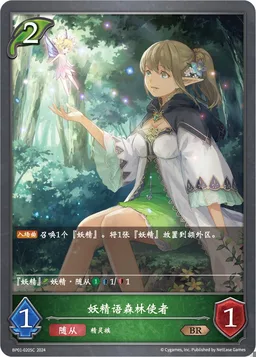 2
入场曲 召唤1个『妖精』。将1张『妖精』放置到额外区。
『妖精』妖精·随从 1 1/1
妖精语森林使者
1
随从 精灵族
BR
1
BP01-020SC 2024
© Cygames, Inc. Published by NetEase Games